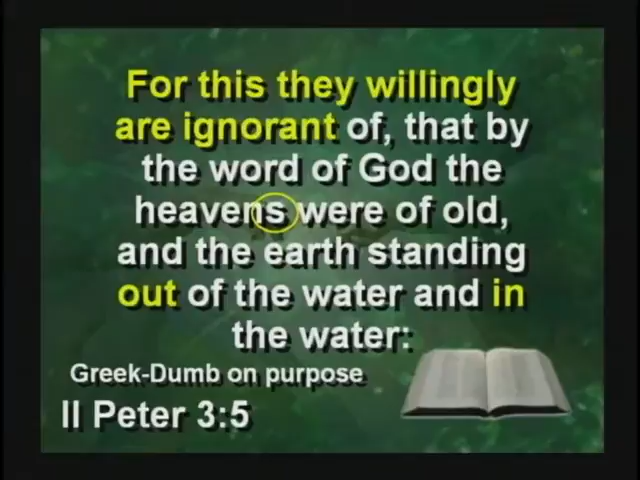 For this they willingly
are ignorant of, that by
the word of God the
heavens were of old,
and the earth standing
out of the water and in
the water:
Greek-Dumb on purpose
II Peter 3:5